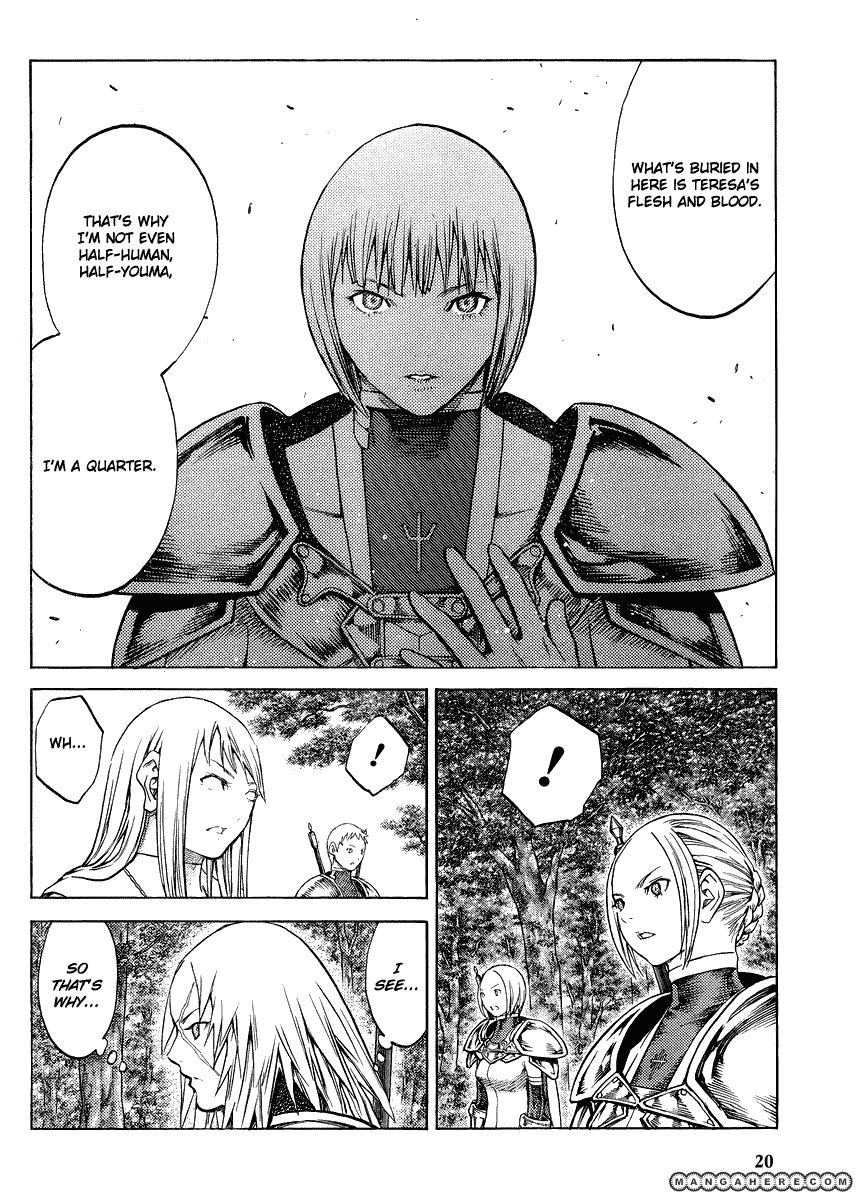 WHAT'S BURIED IN
HERE IS TERESA'S
FLESH AND BLOOD.
THAT'S WHY
I'M NOT EVEN
HALF-HUMAN,
HALF-YOUMA,
I'M A QUARTER.
!
!
WH...
I
SEE...
SO
THAT'S
WHY...
20
MANGAHERE.COM